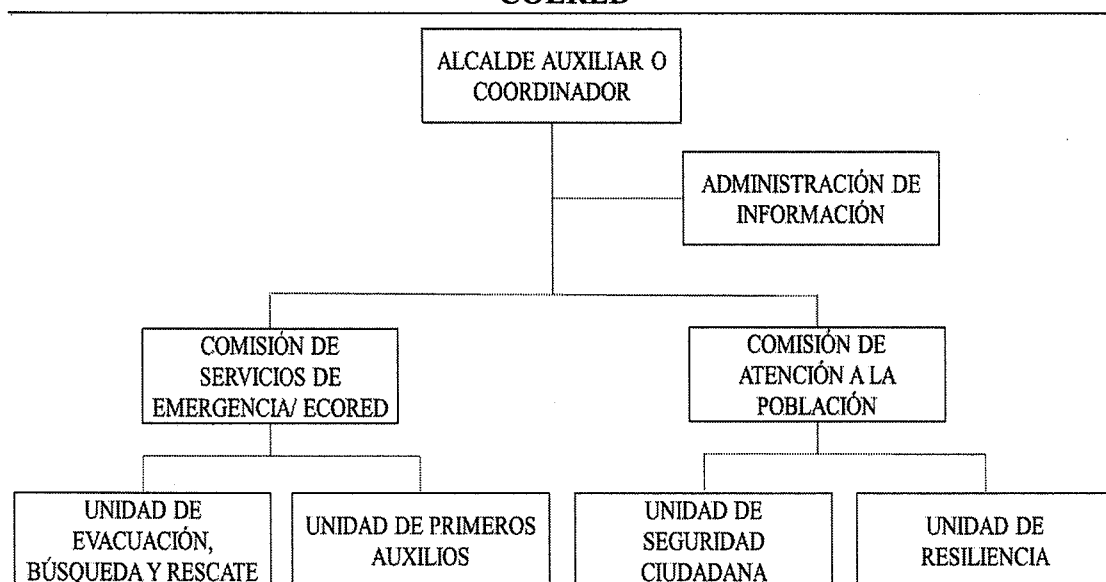 ALCALDE AUXILIAR O
COORDINADOR
ADMINISTRACIÓN DE
INFORMACIÓN
COMISIÓN DE
SERVICIOS DE
EMERGENCIA/ ECORED
COMISIÓN DE
ATENCIÓN A LA
POBLACIÓN
UNIDAD DE
EVACUACIÓN,
BÚSQUEDA Y RESCATE
UNIDAD DE PRIMEROS
AUXILIOS
UNIDAD DE
SEGURIDAD
CIUDADANA
UNIDAD DE
RESILIENCIA